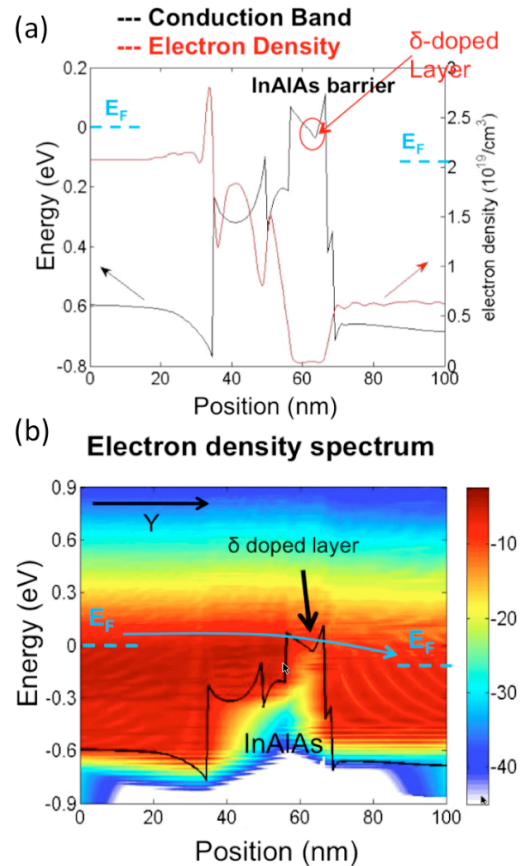 (a)
--- Conduction Band
--- Electron Density
δ-doped
Layer
InAlAs barrier
E_F
E_F
0.2
0
0.2
0.4
0.6
-0.8
Energy (eV)
3
2.5
2
1.5
1
0.5
0
electron density (10^19/cm^3)
0 20 40 60 80 100
Position (nm)
(b)
Electron density spectrum
Y
δ doped layer
E_F
E_F
InAlAs
0.9
0.6
0.3
0
-0.3
-0.6
-0.9
Energy (eV)
-10
-20
-30
-40
0 20 40 60 80 100
Position (nm)